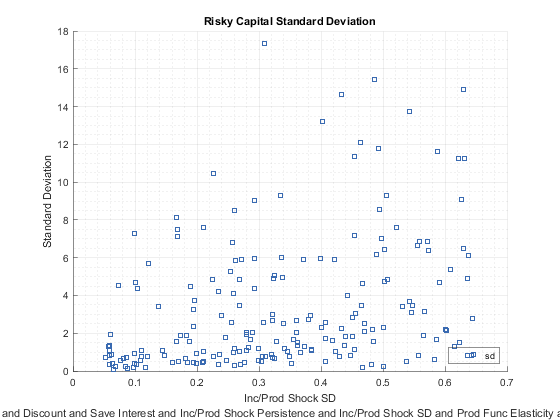 Risky Capital Standard Deviation
Standard Deviation
18
16
14
12
10
8
6
4
2
0
sd
0 0.1 0.2 0.3 0.4 0.5 0.6 0.7
Inc/Prod Shock SD
and Discount and Save Interest and Inc/Prod Shock Persistence and Inc/Prod Shock SD and Prod Func Elasticity